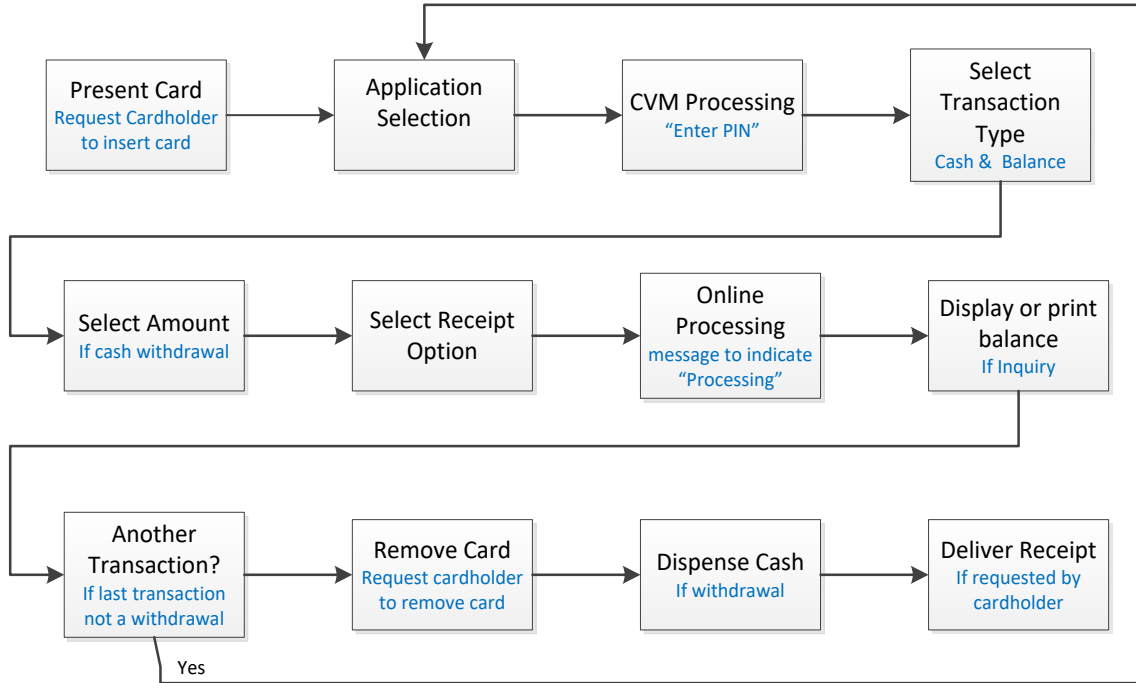 Present Card
Request Cardholder
to insert card
Application
Selection
CVM Processing
“Enter PIN”
Select
Transaction
Type
Cash & Balance
Select Amount
If cash withdrawal
Select Receipt
Option
Online
Processing
message to indicate
“Processing”
Display or print
balance
If Inquiry
Another
Transaction?
If last transaction
not a withdrawal
Remove Card
Request cardholder
to remove card
Dispense Cash
If withdrawal
Deliver Receipt
If requested by
cardholder
Yes